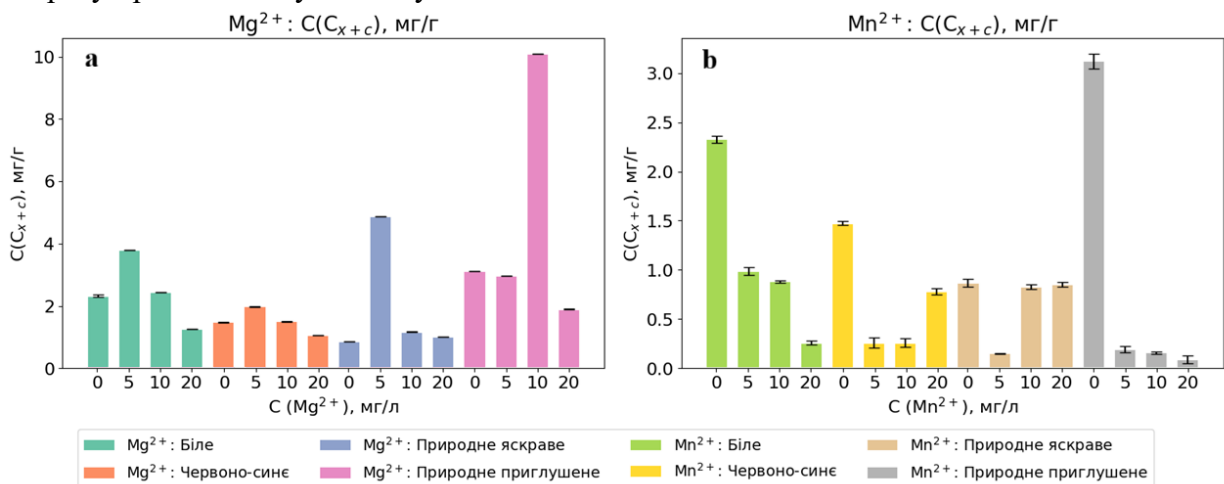 Mg²⁺: C(Cₓ₊c), мг/г
Mn²⁺: C(Cₓ₊c), мг/г
a
b
C(Cₓ₊c), мг/г
10
8
6
4
2
0
0 5 10 20 0 5 10 20 0 5 10 20 0 5 10 20
C (Mg²⁺), мг/л
C(Cₓ₊c), мг/г
3.0
2.5
2.0
1.5
1.0
0.5
0.0
0 5 10 20 0 5 10 20 0 5 10 20 0 5 10 20
C (Mn²⁺), мг/л
Mg²⁺: Біле
Mg²⁺: Природне яскраве
Mn²⁺: Біле
Mn²⁺: Природне яскраве
Mg²⁺: Червоно-синє
Mg²⁺: Природне приглушене
Mn²⁺: Червоно-синє
Mn²⁺: Природне приглушене